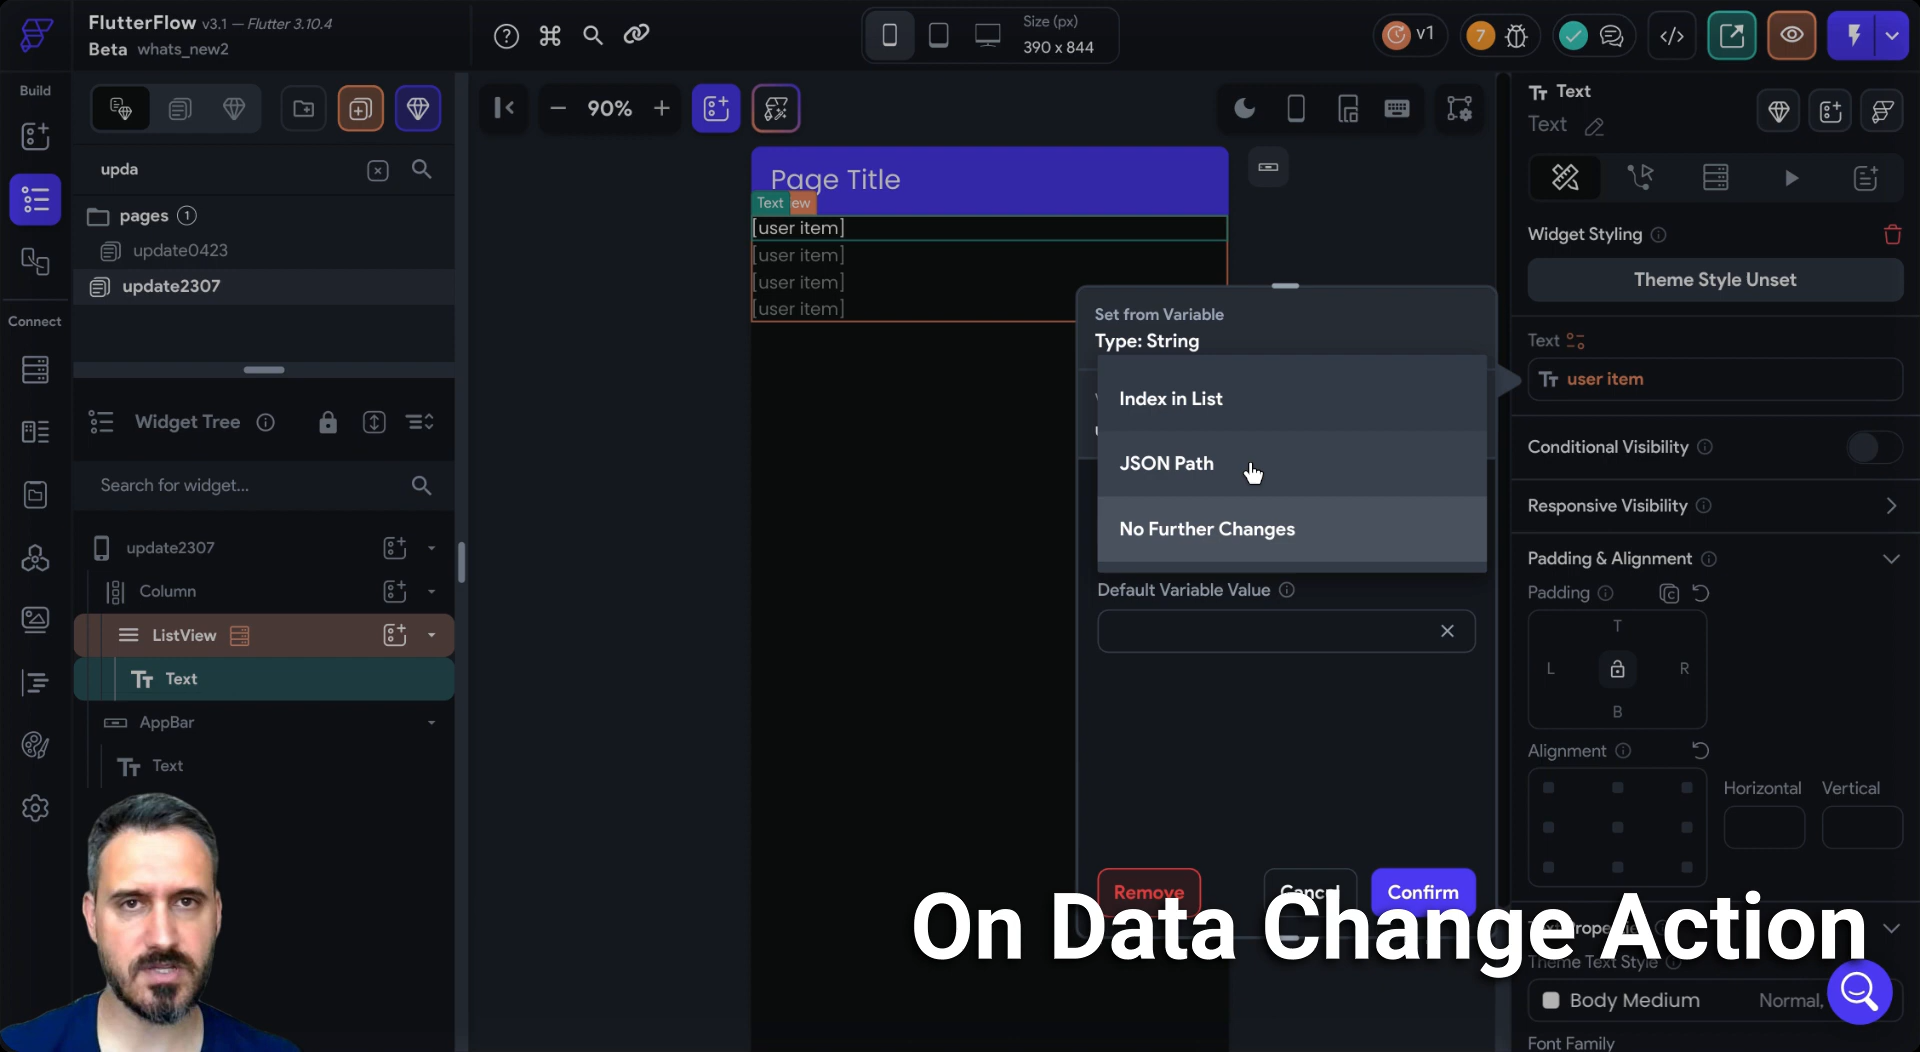 FlutterFlow v3.1 — Flutter 3.10.4
Beta whats_new2
Size (px)
390 x 844
v1
7
Build
Connect
upda
pages 1
update0423
update2307
Widget Tree
Search for widget...
update2307
Column
ListView
Text
AppBar
Text
90%
Page Title
Text ew
[user item]
[user item]
[user item]
[user item]
Set from Variable
Type: String
Index in List
JSON Path
No Further Changes
Default Variable Value
Remove
Cancel
Confirm
On Data Change Action
Text
Text
Widget Styling
Theme Style Unset
Text
user item
Conditional Visibility
Responsive Visibility
Padding & Alignment
Padding
T
L
R
B
Alignment
Horizontal
Vertical
Theme Text Style
Body Medium
Normal,
Font Family